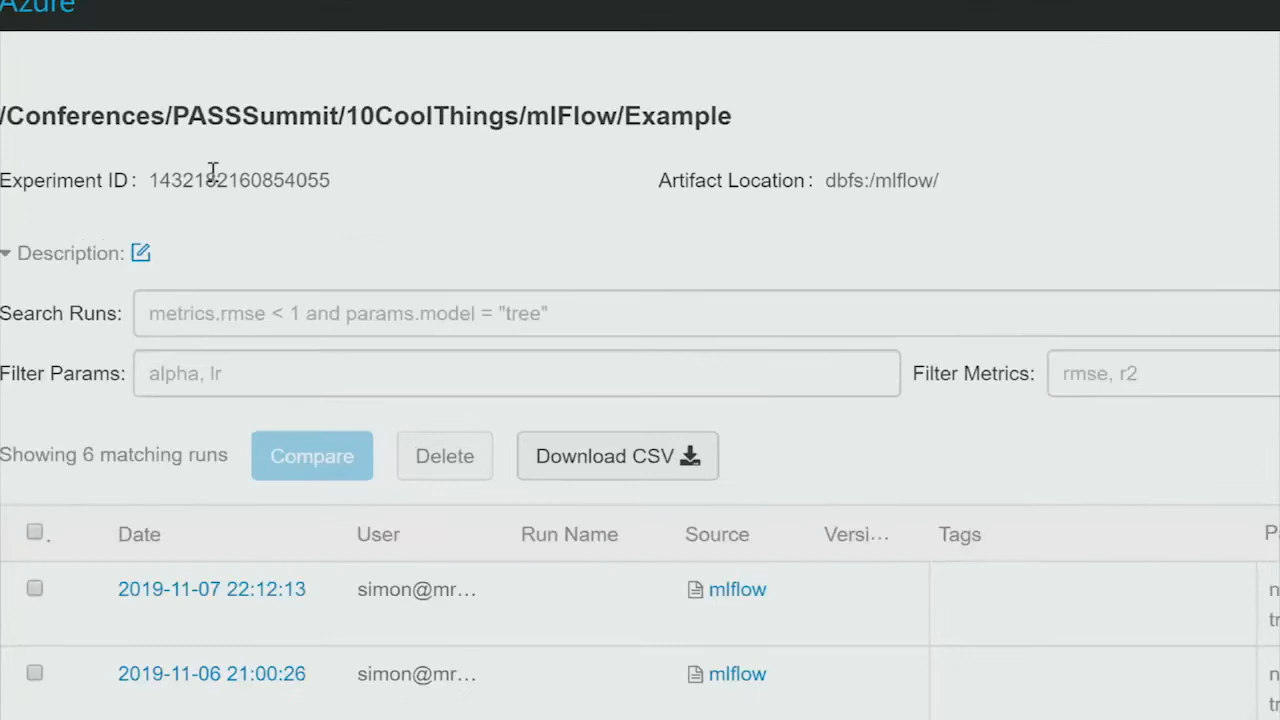 Azure
/Conferences/PASSSummit/10CoolThings/mlFlow/Example
Experiment ID: 1432182160854055 Artifact Location: dbfs:/mlflow/
Description:
Search Runs: metrics.rmse < 1 and params.model = "tree"
Filter Params: alpha, lr Filter Metrics: rmse, r2
Showing 6 matching runs Compare Delete Download CSV
Date User Run Name Source Versi... Tags
2019-11-07 22:12:13 simon@mr... mlflow
2019-11-06 21:00:26 simon@mr... mlflow